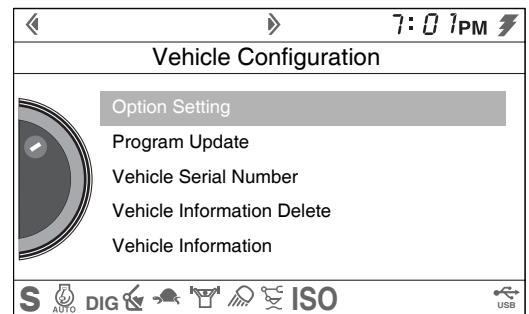 7:01PM
Vehicle Configuration
Option Setting
Program Update
Vehicle Serial Number
Vehicle Information Delete
Vehicle Information
S AUTO DIG ISO USB